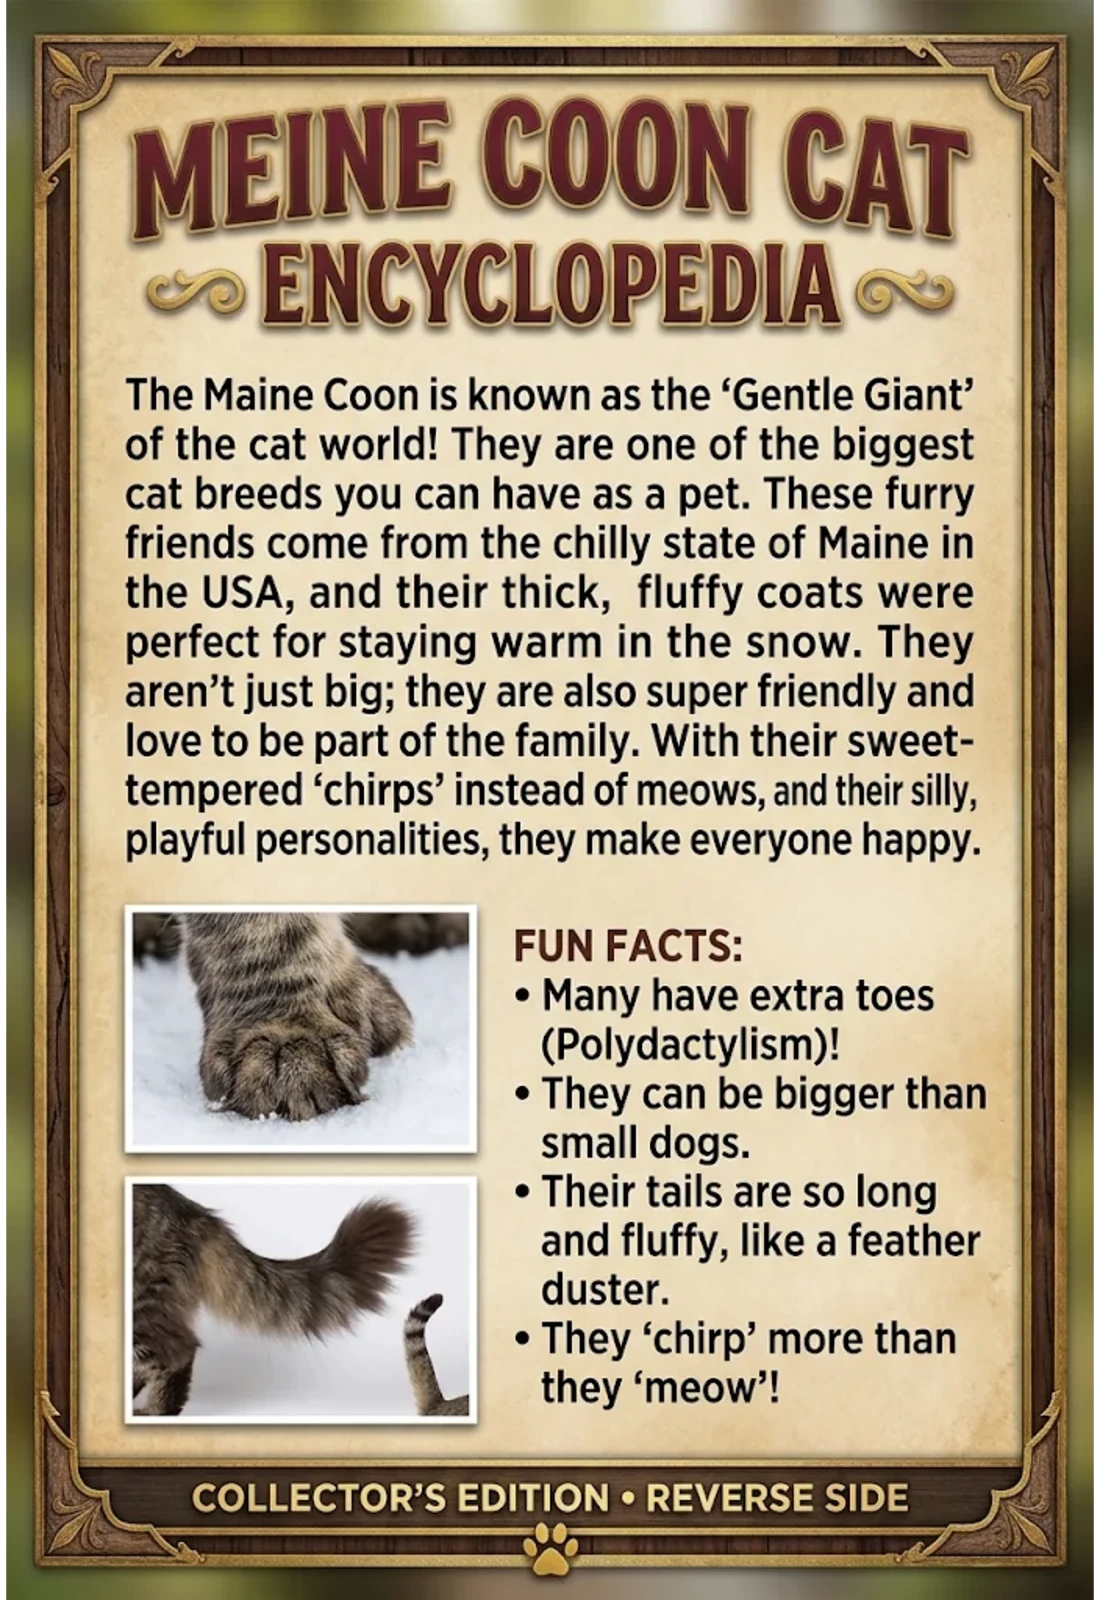 MEINE COON CAT
ENCYCLOPEDIA
The Maine Coon is known as the ‘Gentle Giant’
of the cat world! They are one of the biggest
cat breeds you can have as a pet. These furry
friends come from the chilly state of Maine in
the USA, and their thick, fluffy coats were
perfect for staying warm in the snow. They
aren’t just big; they are also super friendly and
love to be part of the family. With their sweet-
tempered ‘chirps’ instead of meows, and their silly,
playful personalities, they make everyone happy.
FUN FACTS:
• Many have extra toes
(Polydactylism)!
• They can be bigger than
small dogs.
• Their tails are so long
and fluffy, like a feather
duster.
• They ‘chirp’ more than
they ‘meow’!
COLLECTOR’S EDITION • REVERSE SIDE